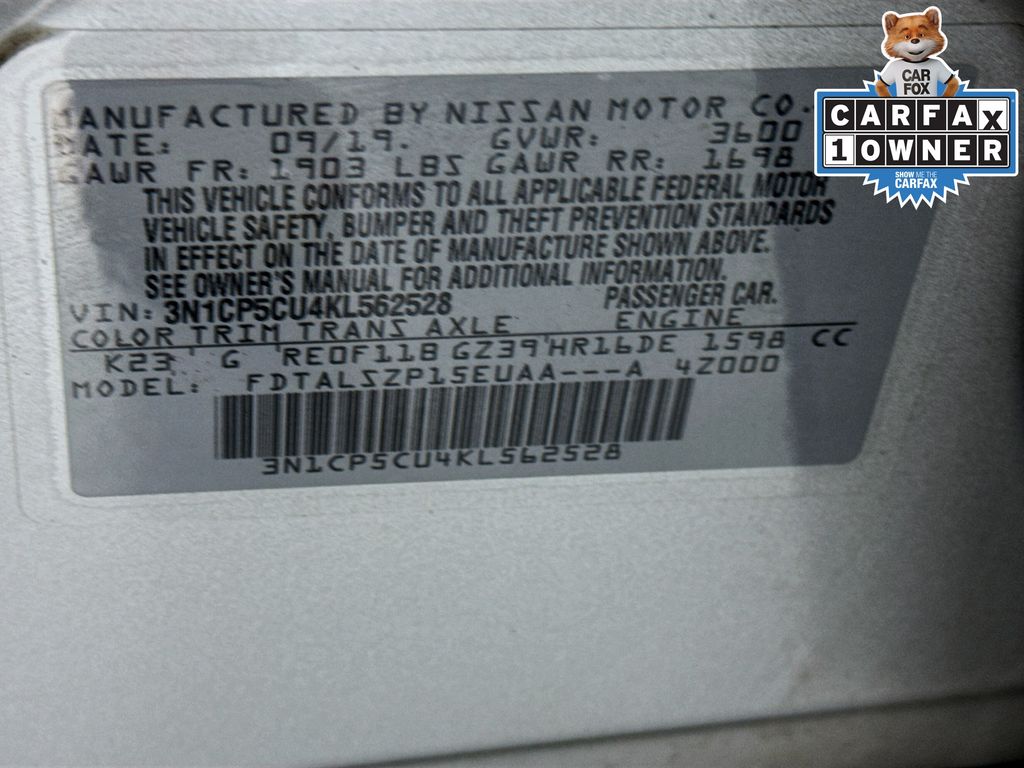 MANUFACTURED BY NISSAN MOTOR CO.
DATE: 09/19. GVWR: 3600
GAWR FR: 1903 LBS GAWR RR: 1698
THIS VEHICLE CONFORMS TO ALL APPLICABLE FEDERAL MOTOR
VEHICLE SAFETY, BUMPER AND THEFT PREVENTION STANDARDS
IN EFFECT ON THE DATE OF MANUFACTURE SHOWN ABOVE.
SEE OWNER'S MANUAL FOR ADDITIONAL INFORMATION.
VIN: 3N1CP5CU4KL562528 PASSENGER CAR.
COLOR TRIM TRANS AXLE ENGINE
K23 G RE0F11B GZ39 HR16DE 1598 CC
MODEL: FDTALSZP15EUAA---A 4Z000
3N1CP5CU4KL562528
CAR
FOX
CARFAX
1 OWNER
SHOW ME THE
CARFAX